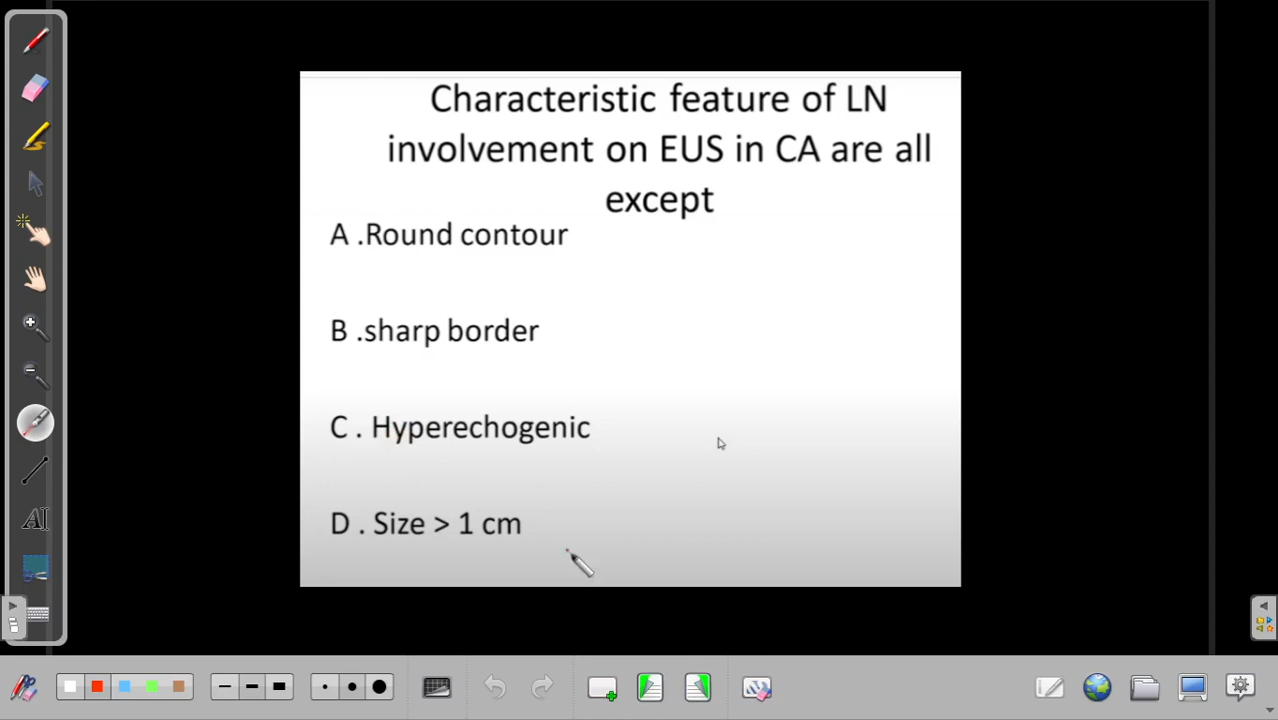 Characteristic feature of LN
involvement on EUS in CA are all
except
A .Round contour
B .sharp border
C . Hyperechogenic
D . Size > 1 cm